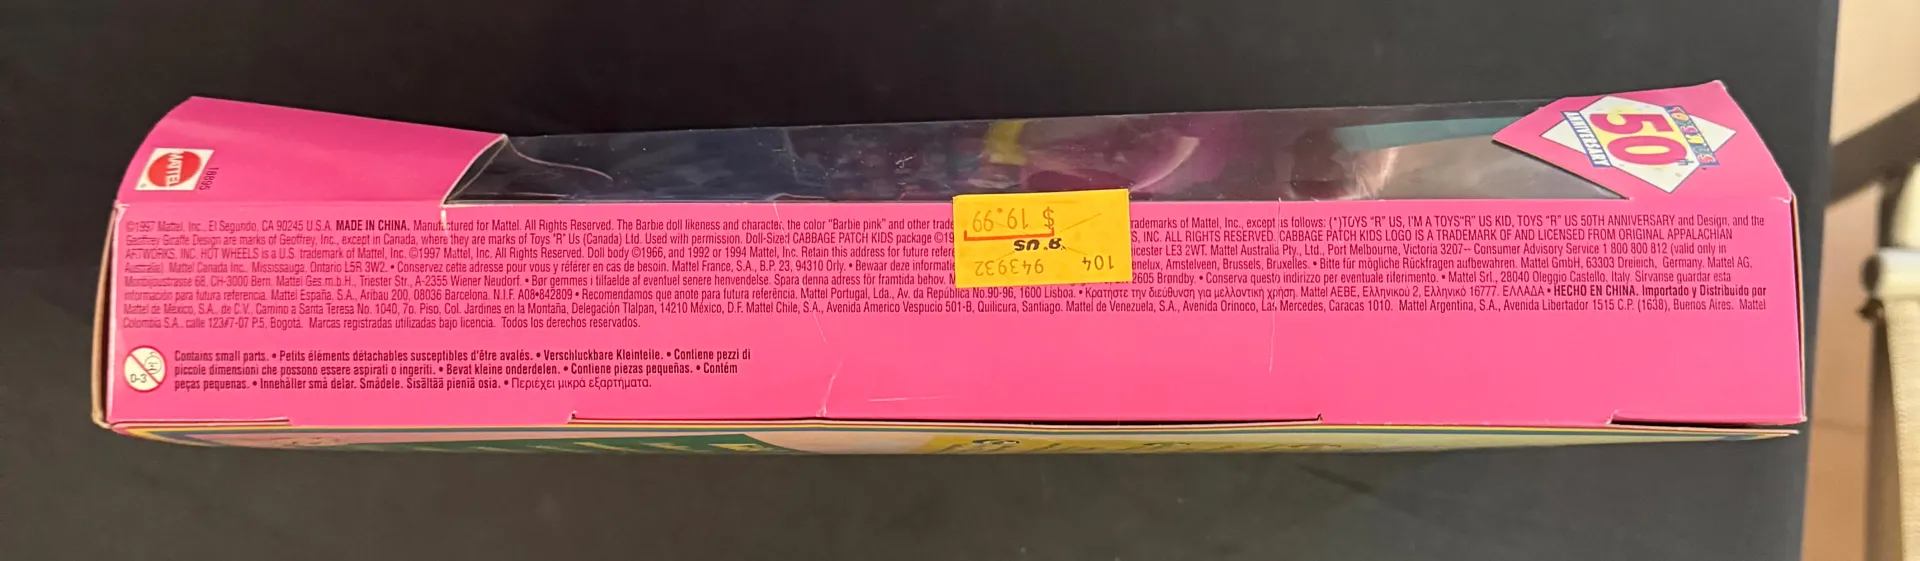 MATTEL
®
18895
TOYS "R" US
50
TH
ANNIVERSARY
©1997 Mattel, Inc., El Segundo, CA 90245 U.S.A. MADE IN CHINA. Manufactured for Mattel. All Rights Reserved. The Barbie doll likeness and character, the color "Barbie pink" and other trade rademarks of Mattel, Inc., except as follows: (*)TOYS "R" US, I'M A TOYS"R" US KID, TOYS "R" US 50TH ANNIVERSARY and Design, and the
Geoffrey Giraffe Design are marks of Geoffrey, Inc., except in Canada, where they are marks of Toys "R" Us (Canada) Ltd. Used with permission. Doll-Sized CABBAGE PATCH KIDS package ©19 S, INC. ALL RIGHTS RESERVED. CABBAGE PATCH KIDS LOGO IS A TRADEMARK OF AND LICENSED FROM ORIGINAL APPALACHIAN
ARTWORKS, INC. HOT WHEELS is a U.S. trademark of Mattel, Inc. ©1997 Mattel, Inc. All Rights Reserved. Doll body ©1966, and 1992 or 1994 Mattel, Inc. Retain this address for future refer icester LE3 2WT. Mattel Australia Pty., Ltd., Port Melbourne, Victoria 3207-- Consumer Advisory Service 1 800 800 812 (valid only in
Australia). Mattel Canada Inc., Mississauga, Ontario L5R 3W2. • Conservez cette adresse pour vous y référer en cas de besoin. Mattel France, S.A., B.P. 23, 94310 Orly. • Bewaar deze informatie enelux, Amstelveen, Brussels, Bruxelles. • Bitte für mögliche Rückfragen aufbewahren. Mattel GmbH, 63303 Dreieich, Germany. Mattel AG,
Monbijoustrasse 68, CH-3000 Bern. Mattel Ges m.b.H., Triester Str., A-2355 Wiener Neudorf. • Bør gemmes i tilfaelde af eventuel senere henvendelse. Spara denna adress för framtida behov. M 2605 Brøndby. • Conserva questo indirizzo per eventuale riferimento. • Mattel Srl., 28040 Oleggio Castello, Italy. Sírvanse guardar esta
información para futura referencia. Mattel España, S.A., Aribau 200, 08036 Barcelona. N.I.F. A08•842809 • Recomendamos que anote para futura referência. Mattel Portugal, Lda., Av. da República No.90-96, 1600 Lisboa. • Κρατήστε την διεύθυνση για μελλοντική χρήση. Mattel AEBE, Ελληνικού 2, Ελληνικό 16777. ΕΛΛΑΔΑ • HECHO EN CHINA. Importado y Distribuido por
Mattel de México, S.A., de C.V., Camino a Santa Teresa No. 1040, 7o. Piso, Col. Jardines en la Montaña, Delegación Tlalpan, 14210 México, D.F. Mattel Chile, S.A., Avenida Americo Vespucio 501-B, Quilicura, Santiago. Mattel de Venezuela, S.A., Avenida Orinoco, Las Mercedes, Caracas 1010. Mattel Argentina, S.A., Avenida Libertador 1515 C.P. (1638), Buenos Aires. Mattel
Colombia S.A., calle 123#7-07 P.5, Bogotá. Marcas registradas utilizadas bajo licencia. Todos los derechos reservados.
$ 19.99
"R" US
104 943932
0-3
Contains small parts. • Petits éléments détachables susceptibles d'être avalés. • Verschluckbare Kleinteile. • Contiene pezzi di
piccole dimensioni che possono essere aspirati o ingeriti. • Bevat kleine onderdelen. • Contiene piezas pequeñas. • Contém
peças pequenas. • Innehåller små delar. Smådele. Sisältää pieniä osia. • Περιέχει μικρά εξαρτήματα.